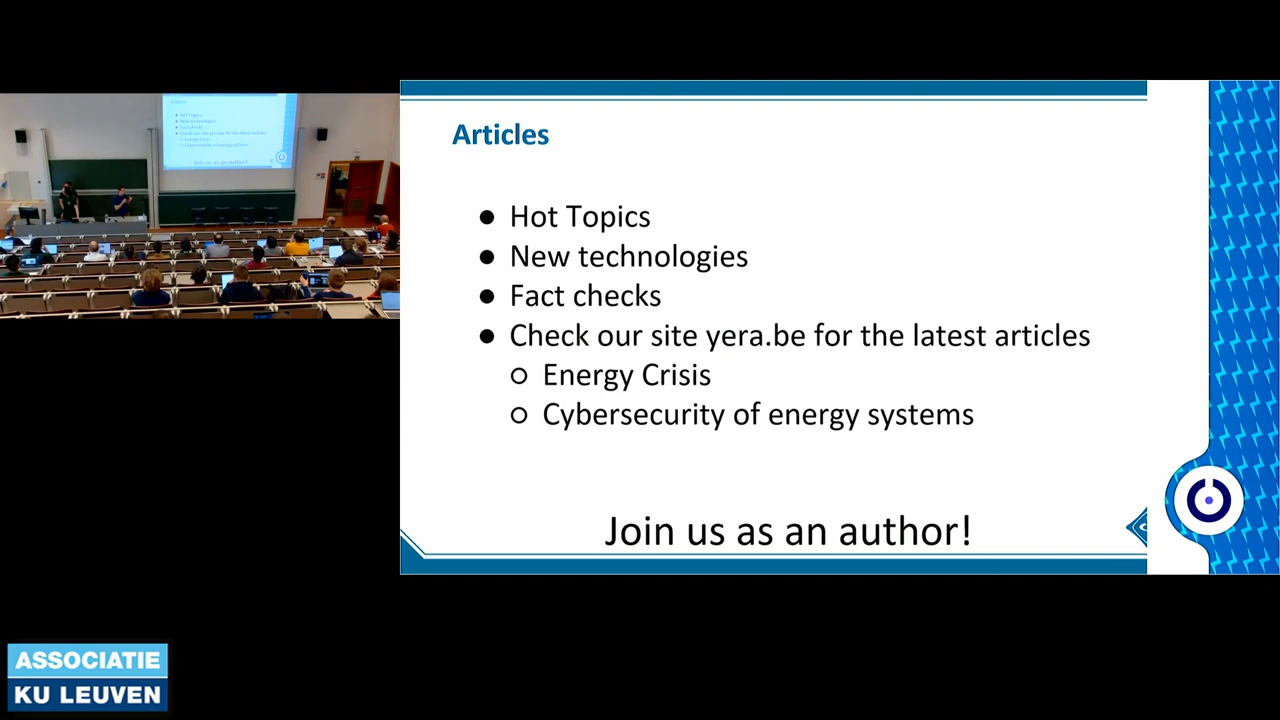 Articles
● Hot Topics
● New technologies
● Fact checks
● Check our site yera.be for the latest articles
○ Energy Crisis
○ Cybersecurity of energy systems
Join us as an author!
ASSOCIATIE
KU LEUVEN